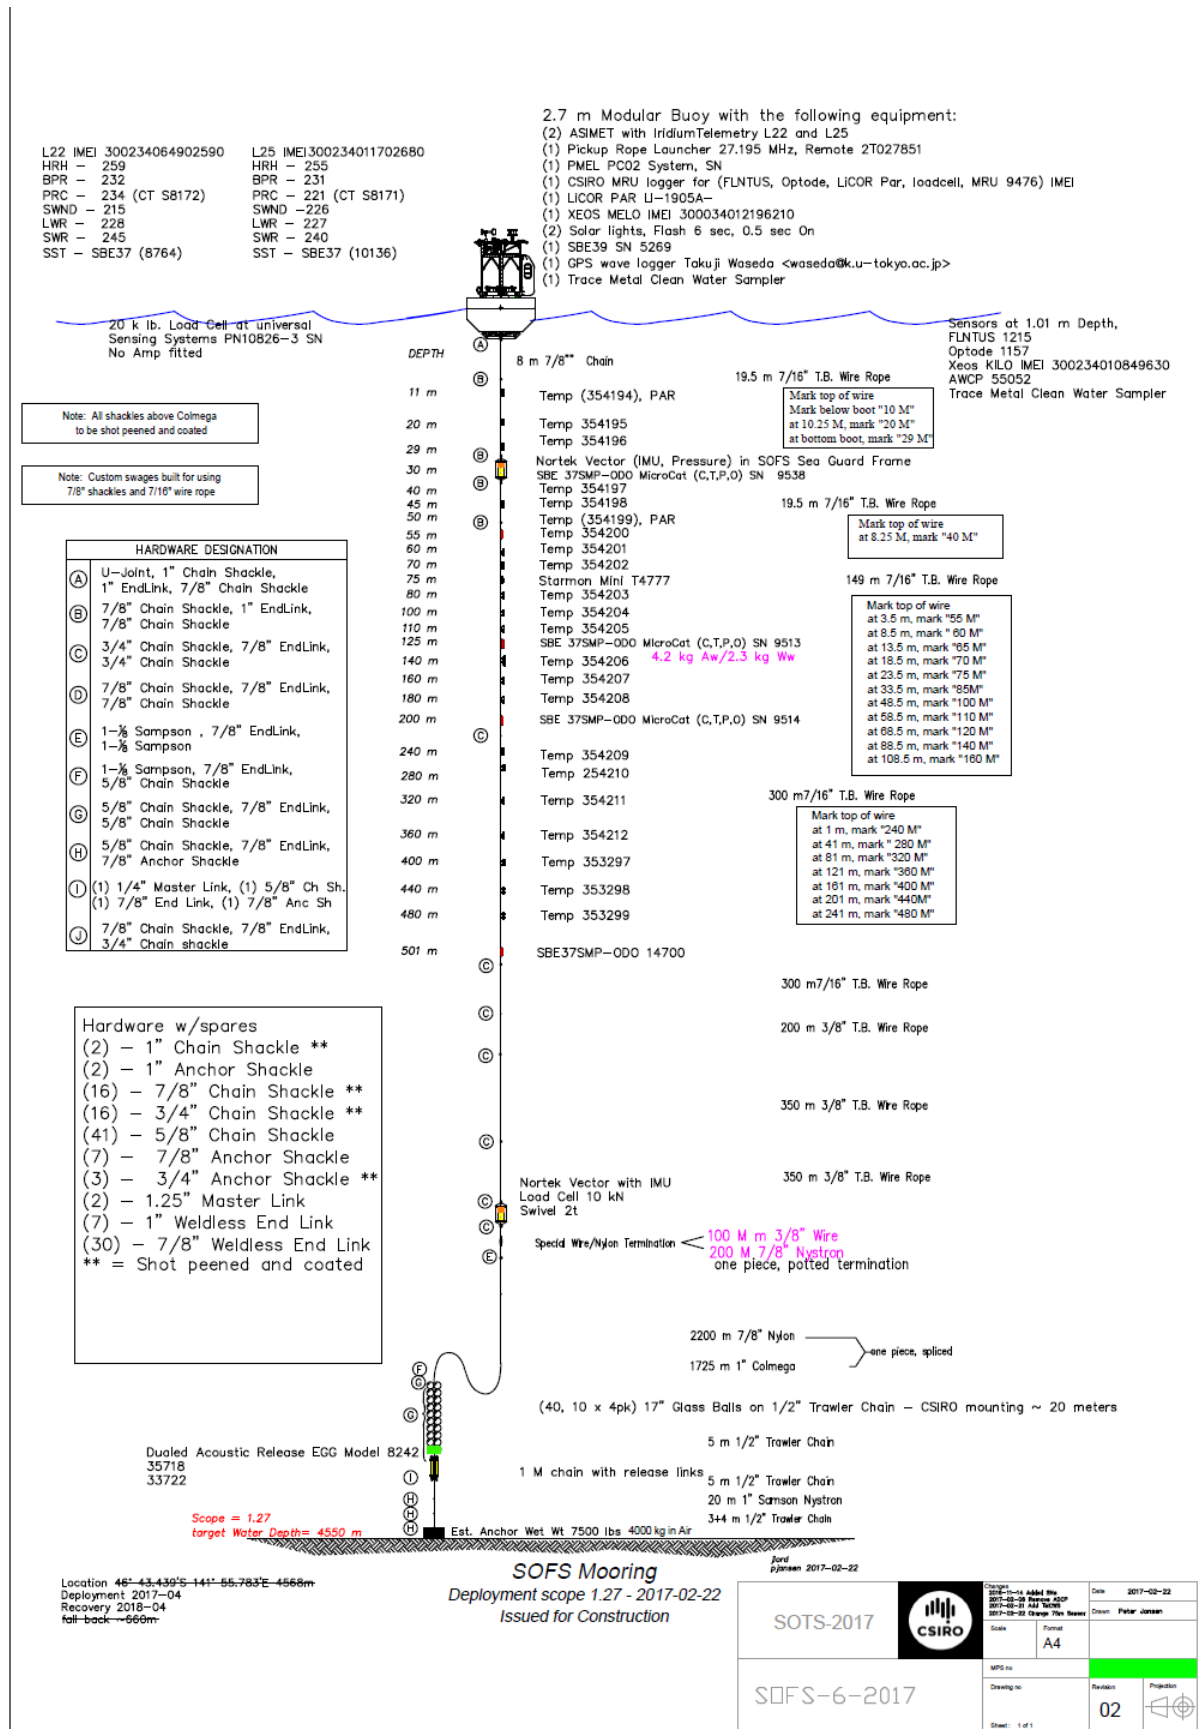 2.7 m Modular Buoy with the following equipment:
(2) ASIMET with IridiumTelemetry L22 and L25
(1) Pickup Rope Launcher 27.195 MHz, Remote 2T027851
(1) PMEL PCO2 System, SN
(1) CSIRO MRU logger for (FLNTUS, Optode, LiCOR Par, loadcell, MRU 9476) IMEI
(1) LICOR PAR LI-1905A-
(1) XEOS MELO IMEI 300034012196210
(2) Solar lights, Flash 6 sec, 0.5 sec On
(1) SBE39 SN 5269
(1) GPS wave logger Takuji Waseda <waseda@k.u-tokyo.ac.jp>
(1) Trace Metal Clean Water Sampler
L22 IMEI 300234064902590
HRH - 259
BPR - 232
PRC - 234 (CT S8172)
SWND - 215
LWR - 228
SWR - 245
SST - SBE37 (8764)
L25 IMEI300234011702680
HRH - 255
BPR - 231
PRC - 221 (CT S8171)
SWND -226
LWR - 227
SWR - 240
SST - SBE37 (10136)
20 k lb. Load Cell at universal
Sensing Systems PN10826-3 SN
No Amp fitted
Sensors at 1.01 m Depth,
FLNTUS 1215
Optode 1157
Xeos KILO IMEI 300234010849630
AWCP 55052
Trace Metal Clean Water Sampler
Note: All shackles above Colmega
to be shot peened and coated
Note: Custom swages built for using
7/8" shackles and 7/16" wire rope
HARDWARE DESIGNATION
A U-Joint, 1" Chain Shackle,
1" EndLink, 7/8" Chain Shackle
B 7/8" Chain Shackle, 1" EndLink,
7/8" Chain Shackle
C 3/4" Chain Shackle, 7/8" EndLink,
3/4" Chain Shackle
D 7/8" Chain Shackle, 7/8" EndLink,
7/8" Chain Shackle
E 1-⅛ Sampson , 7/8" EndLink,
1-⅛ Sampson
F 1-⅛ Sampson, 7/8" EndLink,
5/8" Chain Shackle
G 5/8" Chain Shackle, 7/8" EndLink,
5/8" Chain Shackle
H 5/8" Chain Shackle, 7/8" EndLink,
7/8" Anchor Shackle
I (1) 1/4" Master Link, (1) 5/8" Ch Sh.
(1) 7/8" End Link, (1) 7/8" Anc Sh
J 7/8" Chain Shackle, 7/8" EndLink,
3/4" Chain shackle
Hardware w/spares
(2) - 1" Chain Shackle **
(2) - 1" Anchor Shackle
(16) - 7/8" Chain Shackle **
(16) - 3/4" Chain Shackle **
(41) - 5/8" Chain Shackle
(7) - 7/8" Anchor Shackle
(3) - 3/4" Anchor Shackle **
(2) - 1.25" Master Link
(7) - 1" Weldless End Link
(30) - 7/8" Weldless End Link
** = Shot peened and coated
DEPTH
11 m
20 m
29 m
30 m
40 m
45 m
50 m
55 m
60 m
70 m
75 m
80 m
100 m
110 m
125 m
140 m
160 m
180 m
200 m
240 m
280 m
320 m
360 m
400 m
440 m
480 m
501 m
A
B
B
B
B
C
C
C
C
C
C
C
E
F
G
G
I
H
H
H
8 m 7/8"" Chain
Temp (354194), PAR
Temp 354195
Temp 354196
Nortek Vector (IMU, Pressure) in SOFS Sea Guard Frame
SBE 37SMP-ODO MicroCat (C,T,P,O) SN 9538
Temp 354197
Temp 354198
Temp (354199), PAR
Temp 354200
Temp 354201
Temp 354202
Starmon Mini T4777
Temp 354203
Temp 354204
Temp 354205
SBE 37SMP-ODO MicroCat (C,T,P,O) SN 9513
4.2 kg Aw/2.3 kg Ww
Temp 354206
Temp 354207
Temp 354208
SBE 37SMP-ODO MicroCat (C,T,P,O) SN 9514
Temp 354209
Temp 254210
Temp 354211
Temp 354212
Temp 353297
Temp 353298
Temp 353299
SBE37SMP-ODO 14700
19.5 m 7/16" T.B. Wire Rope
Mark top of wire
Mark below boot "10 M"
at 10.25 M, mark "20 M"
at bottom boot, mark "29 M"
19.5 m 7/16" T.B. Wire Rope
Mark top of wire
at 8.25 M, mark "40 M"
149 m 7/16" T.B. Wire Rope
Mark top of wire
at 3.5 m, mark "55 M"
at 8.5 m, mark " 60 M"
at 13.5 m, mark "65 M"
at 18.5 m, mark "70 M"
at 23.5 m, mark "75 M"
at 33.5 m, mark "85M"
at 48.5 m, mark "100 M"
at 58.5 m, mark "110 M"
at 68.5 m, mark "120 M"
at 88.5 m, mark "140 M"
at 108.5 m, mark "160 M"
300 m7/16" T.B. Wire Rope
Mark top of wire
at 1 m, mark "240 M"
at 41 m, mark " 280 M"
at 81 m, mark "320 M"
at 121 m, mark "360 M"
at 161 m, mark "400 M"
at 201 m, mark "440M"
at 241 m, mark "480 M"
300 m7/16" T.B. Wire Rope
200 m 3/8" T.B. Wire Rope
350 m 3/8" T.B. Wire Rope
350 m 3/8" T.B. Wire Rope
Nortek Vector with IMU
Load Cell 10 kN
Swivel 2t
Special Wire/Nylon Termination
100 M m 3/8" Wire
200 M 7/8" Nystron
one piece, potted termination
2200 m 7/8" Nylon
1725 m 1" Colmega
one piece, spliced
(40, 10 x 4pk) 17" Glass Balls on 1/2" Trawler Chain - CSIRO mounting ~ 20 meters
5 m 1/2" Trawler Chain
Dualed Acoustic Release EGG Model 8242
35718
33722
1 M chain with release links
5 m 1/2" Trawler Chain
20 m 1" Samson Nystron
3+4 m 1/2" Trawler Chain
Scope = 1.27
target Water Depth= 4550 m
Est. Anchor Wet Wt 7500 lbs 4000 kg in Air
Location 46° 43.439'S 141° 55.783'E 4568m
Deployment 2017-04
Recovery 2018-04
fall back ~660m
SOFS Mooring
Deployment scope 1.27 - 2017-02-22
Issued for Construction
pjansen 2017-02-22
SOTS-2017
CSIRO
Changes
Date 2017-02-22
Drawn Peter Jansen
Scale
Format
A4
MPS no
Drawing no
Revision
02
Projection
Sheet: 1 of 1
SOFS-6-2017